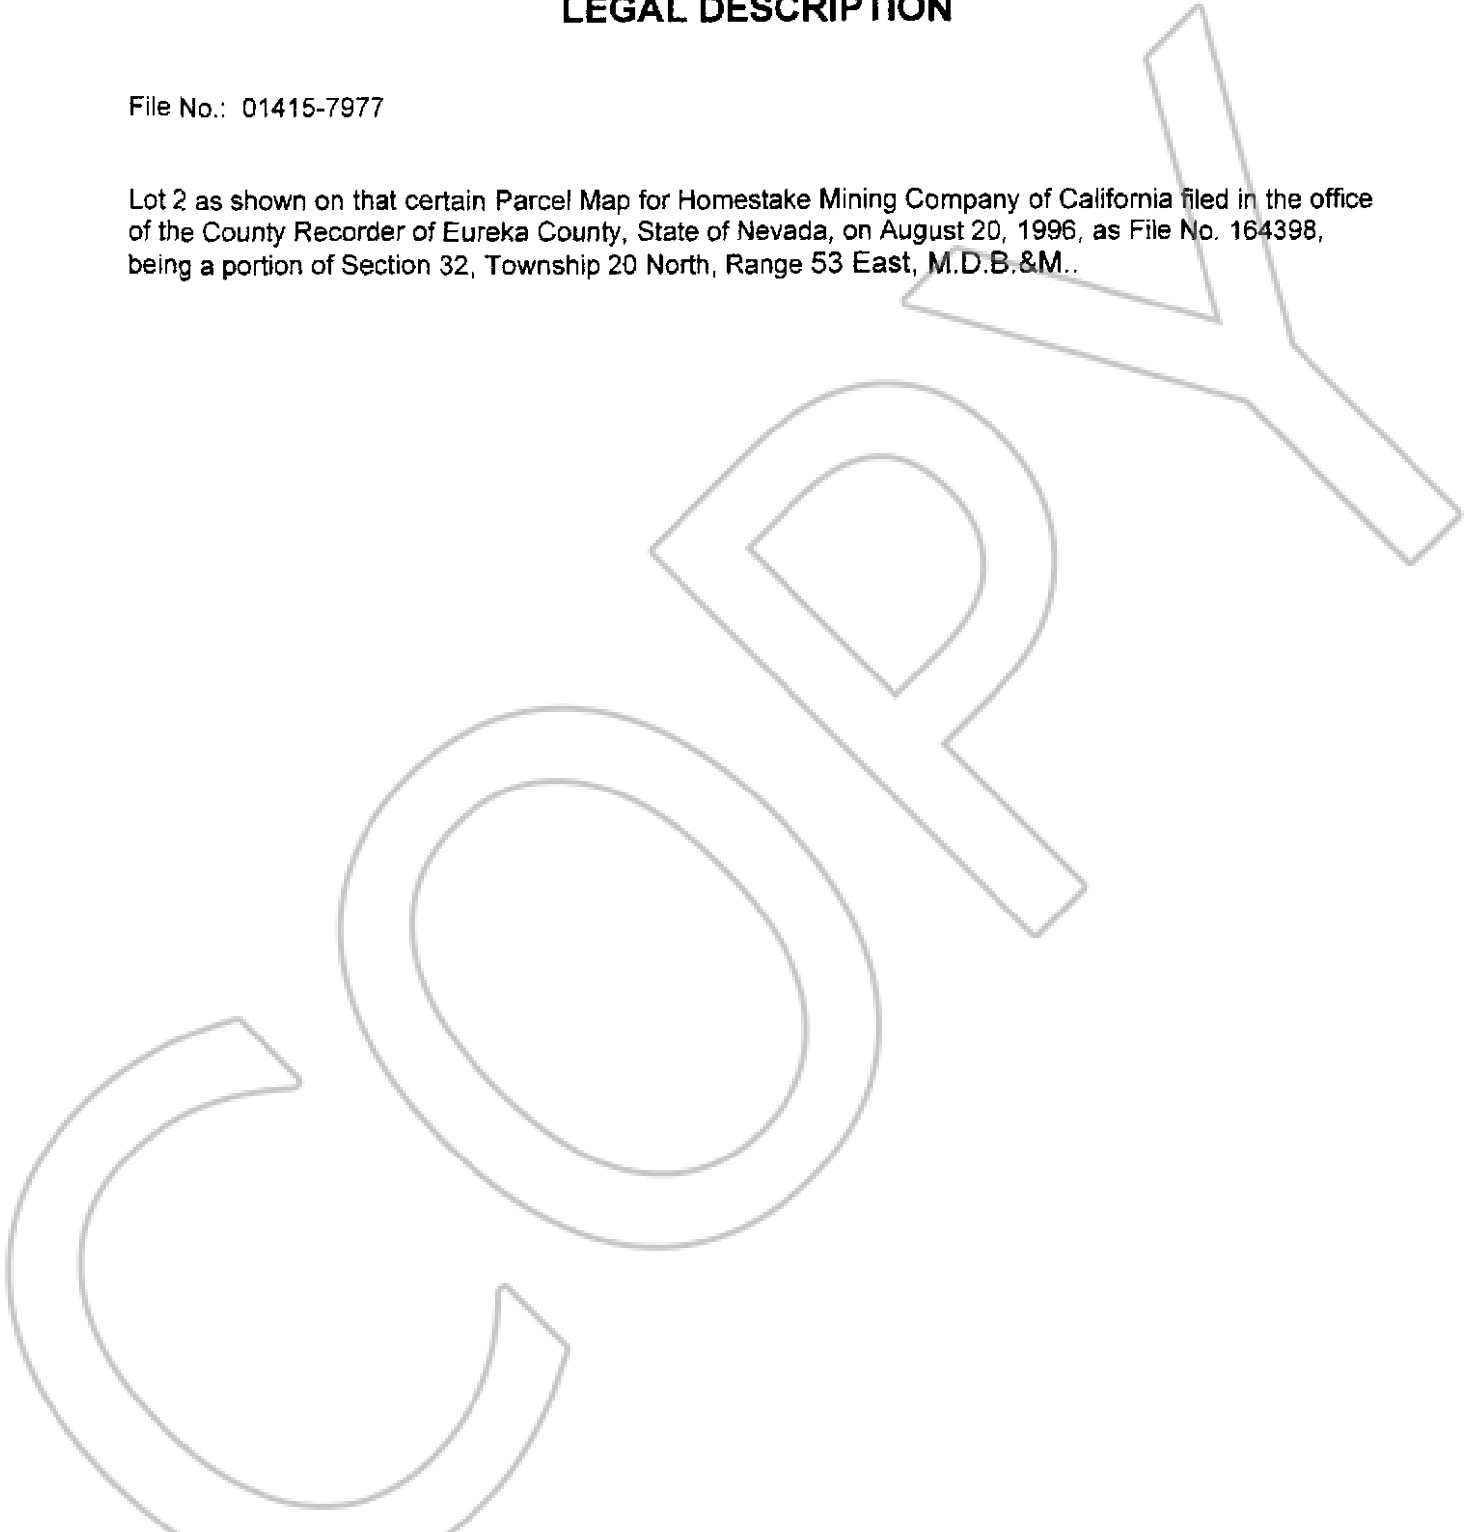 LEGAL DESCRIPTION
File No.: 01415-7977
Lot 2 as shown on that certain Parcel Map for Homestake Mining Company of California filed in the office
of the County Recorder of Eureka County, State of Nevada, on August 20, 1996, as File No. 164398,
being a portion of Section 32, Township 20 North, Range 53 East, M.D.B.&M..
COPY